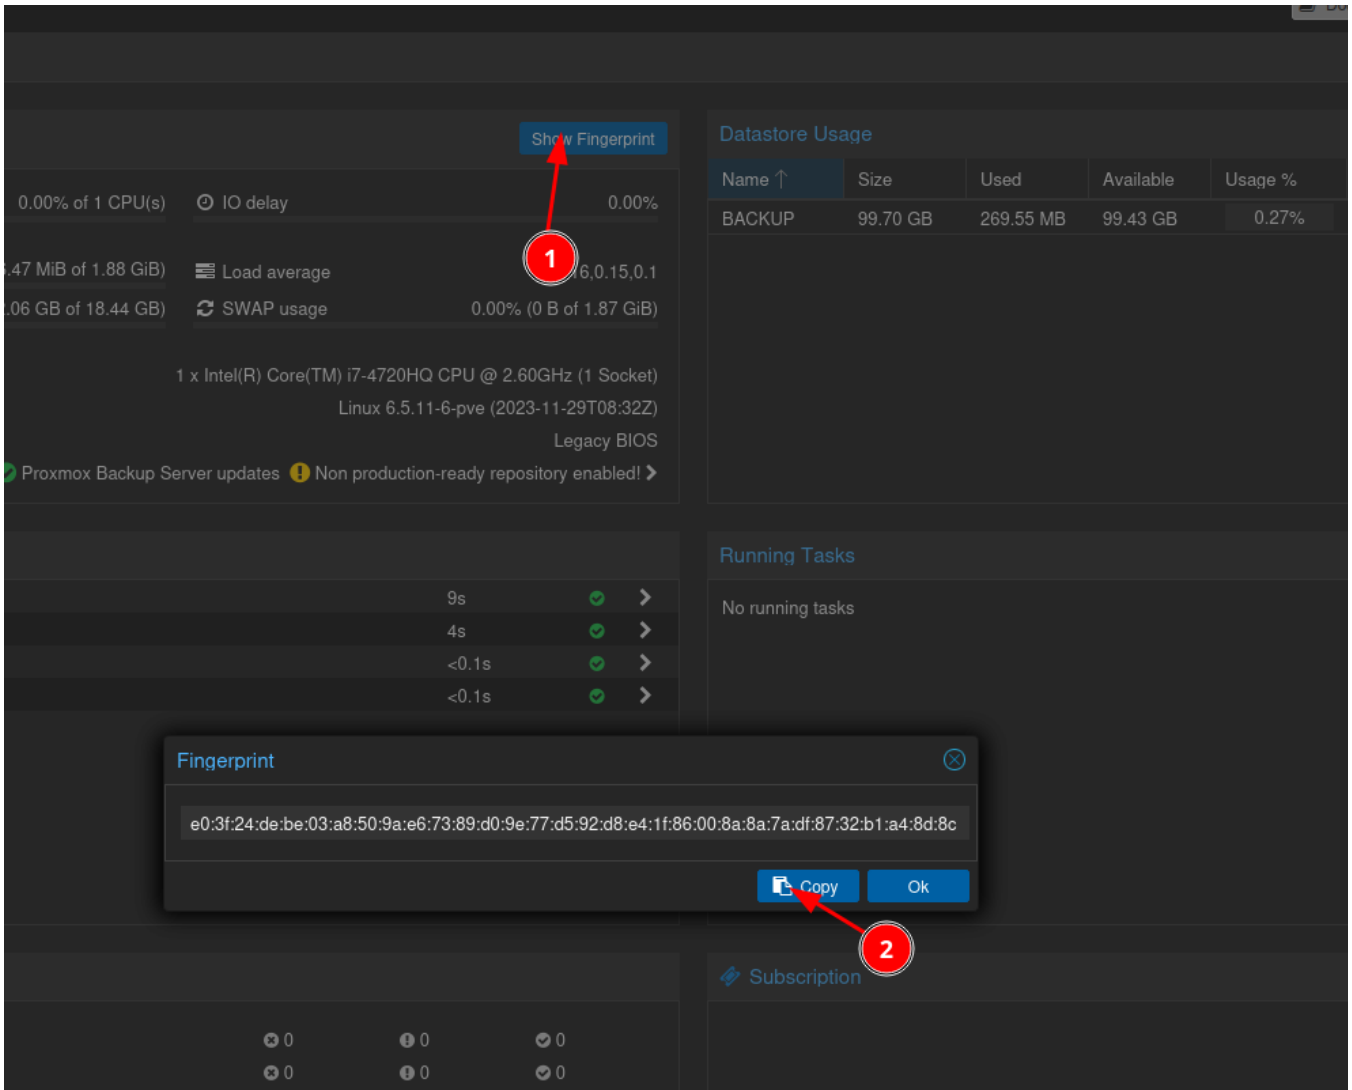 Show Fingerprint
0.00% of 1 CPU(s)
IO delay
0.00%
.47 MiB of 1.88 GiB)
Load average
6,0.15,0.1
.06 GB of 18.44 GB)
SWAP usage
0.00% (0 B of 1.87 GiB)
1
1 x Intel(R) Core(TM) i7-4720HQ CPU @ 2.60GHz (1 Socket)
Linux 6.5.11-6-pve (2023-11-29T08:32Z)
Legacy BIOS
Proxmox Backup Server updates
Non production-ready repository enabled!
Datastore Usage
Name Size Used Available Usage %
BACKUP 99.70 GB 269.55 MB 99.43 GB 0.27%
9s
4s
<0.1s
<0.1s
Running Tasks
No running tasks
Fingerprint
e0:3f:24:de:be:03:a8:50:9a:e6:73:89:d0:9e:77:d5:92:d8:e4:1f:86:00:8a:8a:7a:df:87:32:b1:a4:8d:8c
Copy
Ok
2
Subscription
0 0 0
0 0 0